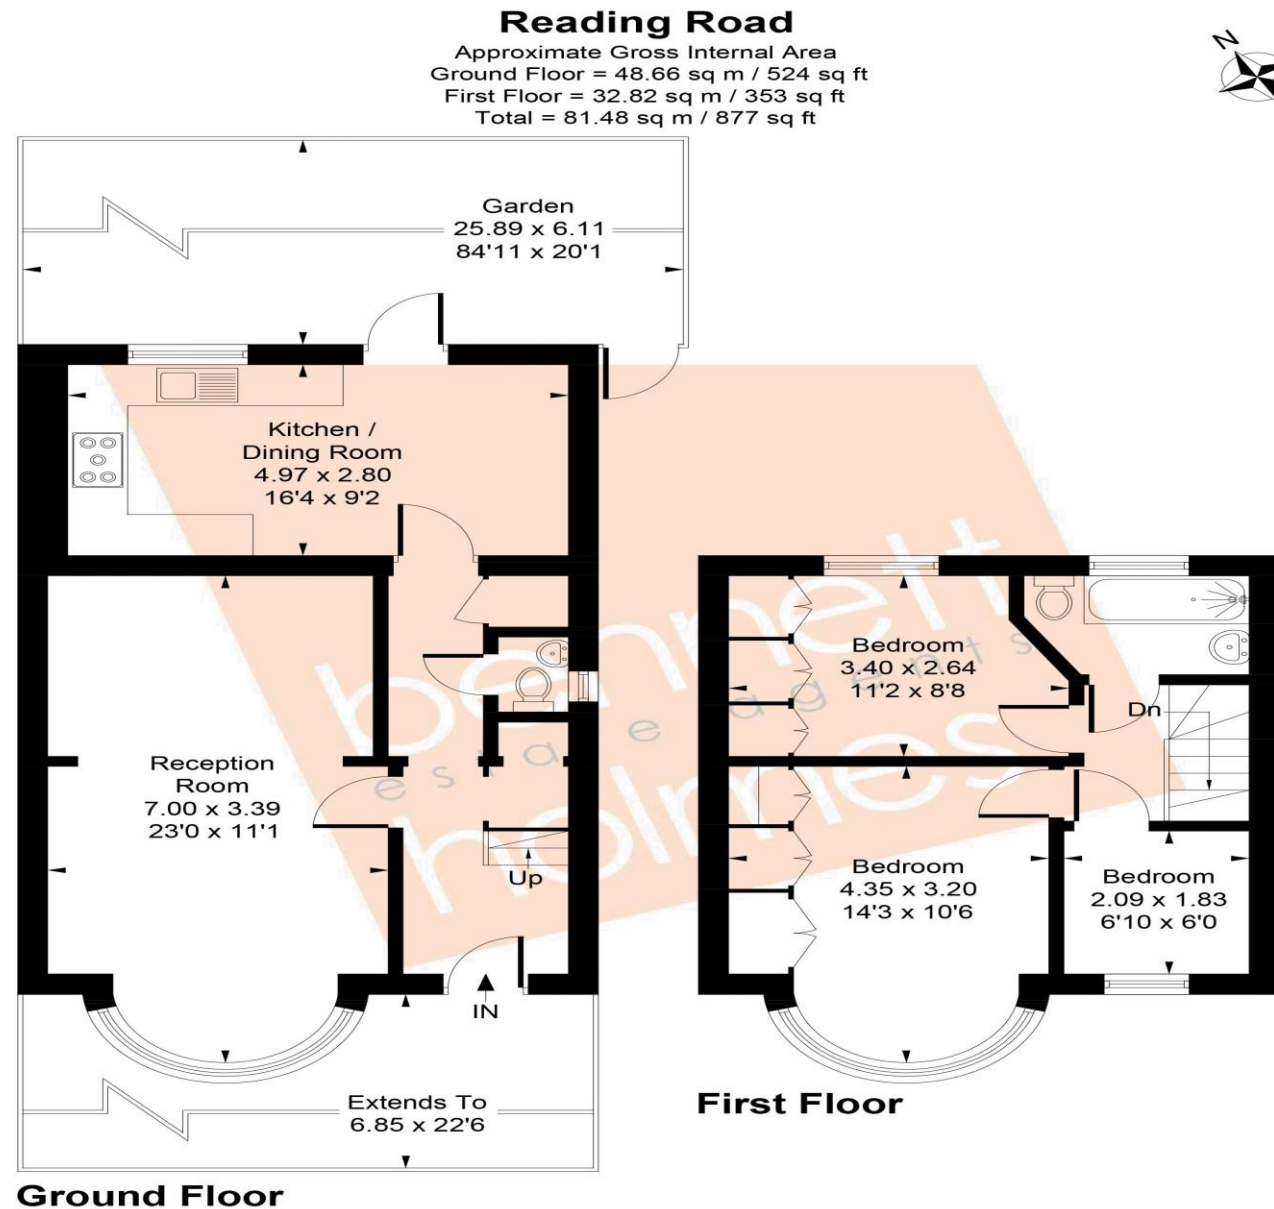 Reading Road
Approximate Gross Internal Area
Ground Floor = 48.66 sq m / 524 sq ft
First Floor = 32.82 sq m / 353 sq ft
Total = 81.48 sq m / 877 sq ft
N
Garden
25.89 x 6.11
84'11 x 20'1
Kitchen /
Dining Room
4.97 x 2.80
16'4 x 9'2
Reception
Room
7.00 x 3.39
23'0 x 11'1
Up
IN
Extends To
6.85 x 22'6
Ground Floor
Bedroom
3.40 x 2.64
11'2 x 8'8
Dn
Bedroom
4.35 x 3.20
14'3 x 10'6
Bedroom
2.09 x 1.83
6'10 x 6'0
First Floor
bennett
holmes
estate agents